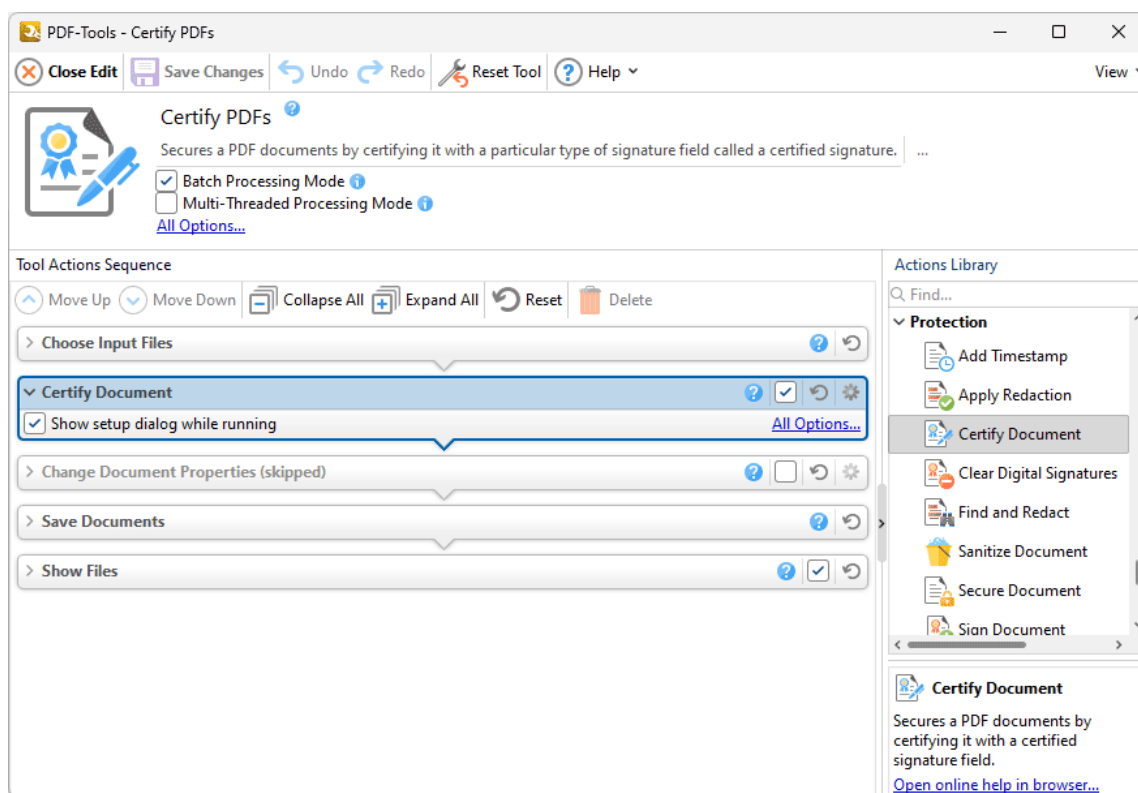 PDF-Tools - Certify PDFs
Close Edit Save Changes Undo Redo Reset Tool ? Help View
Certify PDFs ?
Secures a PDF documents by certifying it with a particular type of signature field called a certified signature. ...
Batch Processing Mode i
Multi-Threaded Processing Mode i
All Options...
Tool Actions Sequence
Move Up Move Down Collapse All Expand All Reset Delete
Choose Input Files ?
Certify Document ?
Show setup dialog while running All Options...
Change Document Properties (skipped) ?
Save Documents ?
Show Files ?
Actions Library
Find...
Protection
Add Timestamp
Apply Redaction
Certify Document
Clear Digital Signatures
Find and Redact
Sanitize Document
Secure Document
Sign Document
Certify Document
Secures a PDF documents by
certifying it with a certified
signature field.
Open online help in browser...